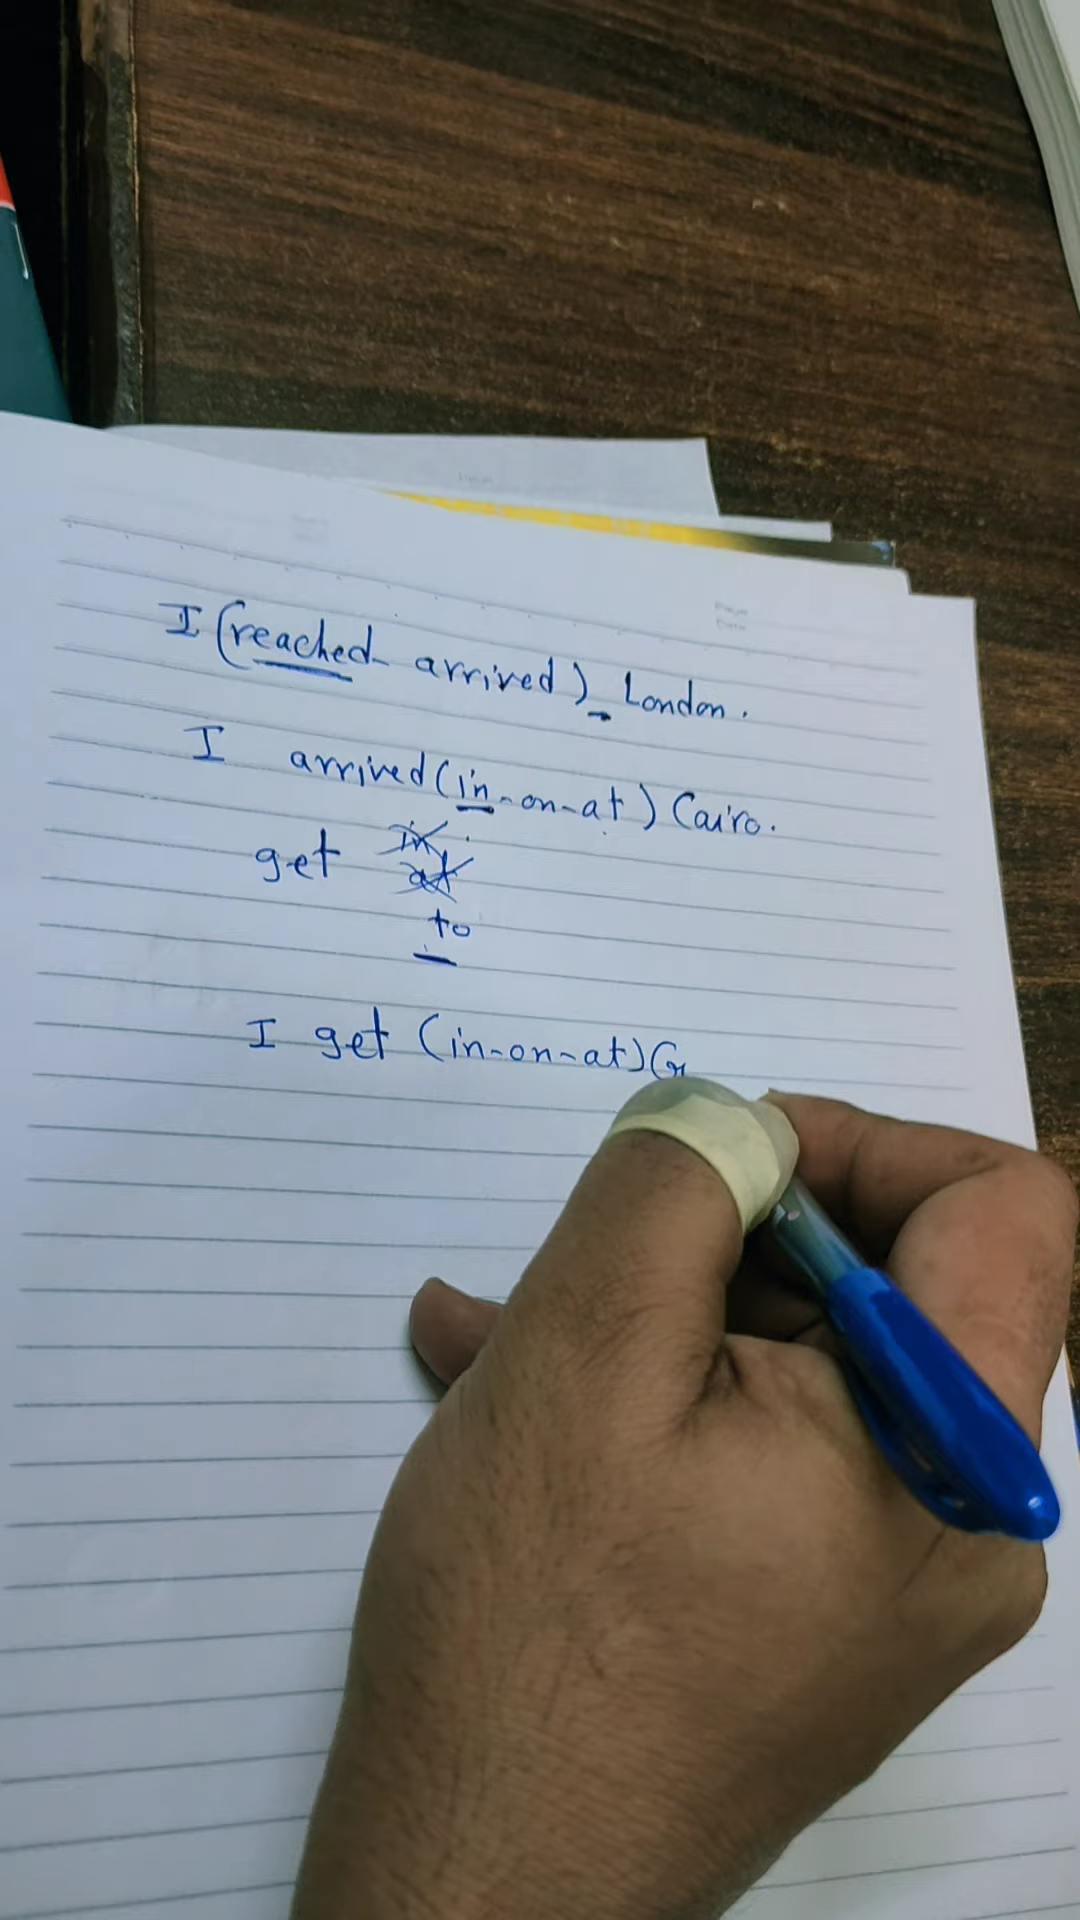 I (reached - arrived) - London.
I arrived (in - on - at) Cairo.
get in
at
to
I get (in - on - at)